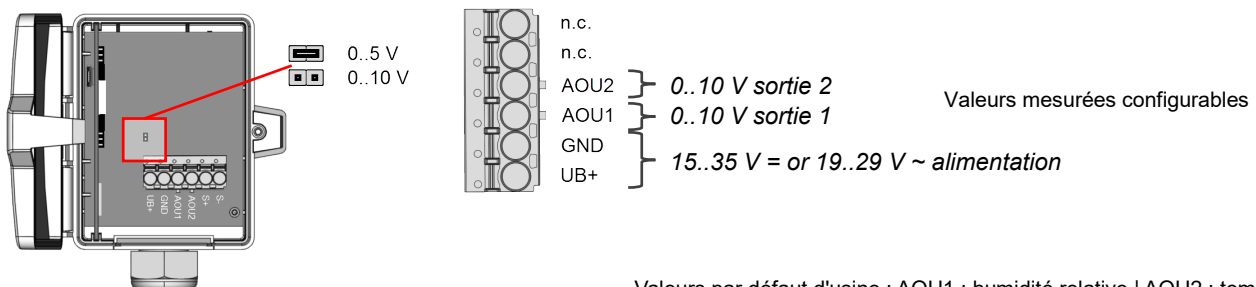 0..5 V
0..10 V
UB+
GND
AOU1
AOU2
S+
S-
n.c.
n.c.
AOU2
0..10 V sortie 2
AOU1
0..10 V sortie 1
GND
UB+
15..35 V = or 19..29 V ~ alimentation
Valeurs mesurées configurables
Valeurs par défaut d'usine : AOU1 : humidité relative | AOU2 :